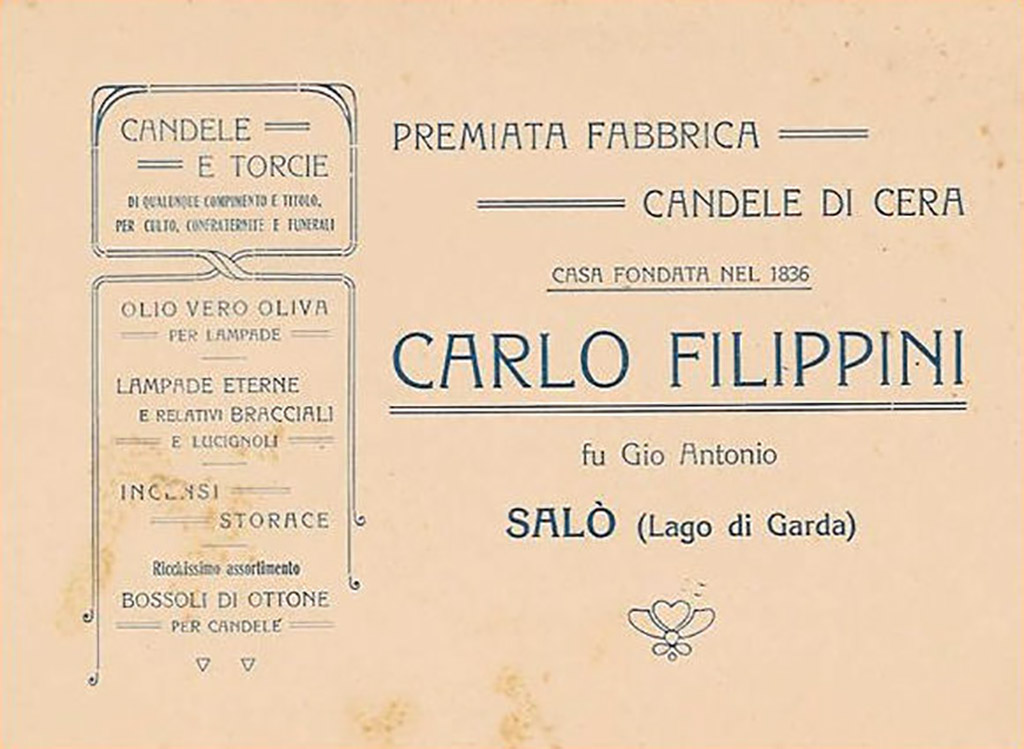 CANDELE
E TORCIE
DI QUALUNQUE COMPIMENTO E TITOLO,
PER CULTO, CONFRATERNITE E FUNERALI
OLIO VERO OLIVA
PER LAMPADE
LAMPADE ETERNE
E RELATIVI BRACCIALI
E LUCIGNOLI
INCENSI
STORACE
Ricchissimo assortimento
BOSSOLI DI OTTONE
PER CANDELE
PREMIATA FABBRICA
CANDELE DI CERA
CASA FONDATA NEL 1836
CARLO FILIPPINI
fu Gio Antonio
SALÒ (Lago di Garda)